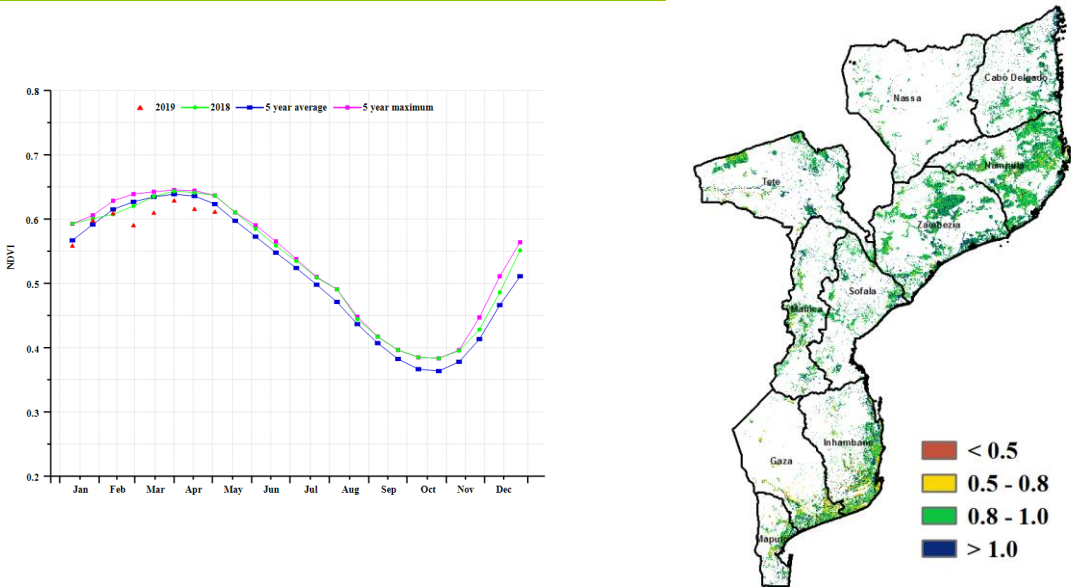 2019 2018 5 year average 5 year maximum
NDVI
0.8
0.7
0.6
0.5
0.4
0.3
0.2
Jan Feb Mar Apr May Jun Jul Aug Sep Oct Nov Dec
Cabo Delgado
Nassa
Nampula
Tete
Zambezia
Sofala
Manica
Inhambane
Gaza
Maputo
< 0.5
0.5 - 0.8
0.8 - 1.0
> 1.0